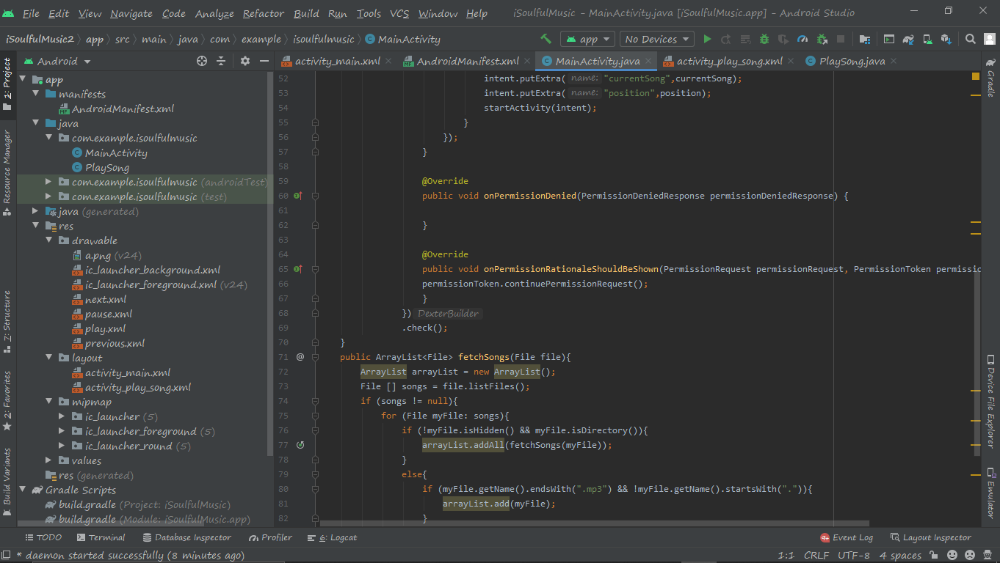 File Edit View Navigate Code Analyze Refactor Build Run Tools VCS Window Help iSoulfulMusic - MainActivity.java [iSoulfulMusic.app] - Android Studio
iSoulfulMusic2 app src main java com example isoulfulmusic MainActivity app No Devices
1: Project
Resource Manager
7: Structure
2: Favorites
Build Variants
Android
app
manifests
AndroidManifest.xml
java
com.example.isoulfulmusic
MainActivity
PlaySong
com.example.isoulfulmusic (androidTest)
com.example.isoulfulmusic (test)
java (generated)
res
drawable
a.png (v24)
ic_launcher_background.xml
ic_launcher_foreground.xml (v24)
next.xml
pause.xml
play.xml
previous.xml
layout
activity_main.xml
activity_play_song.xml
mipmap
ic_launcher (5)
ic_launcher_foreground (5)
ic_launcher_round (5)
values
res (generated)
Gradle Scripts
build.gradle (Project: iSoulfulMusic)
build.gradle (Module: iSoulfulMusic.app)
activity_main.xml AndroidManifest.xml MainActivity.java activity_play_song.xml PlaySong.java
52 intent.putExtra( name: "currentSong",currentSong);
53 intent.putExtra( name: "position",position);
54 startActivity(intent);
55 }
56 });
57 }
58
59 @Override
60 public void onPermissionDenied(PermissionDeniedResponse permissionDeniedResponse) {
61
62 }
63
64 @Override
65 public void onPermissionRationaleShouldBeShown(PermissionRequest permissionRequest, PermissionToken permissio
66 permissionToken.continuePermissionRequest();
67 }
68 }) DexterBuilder
69 .check();
70 }
71 @ public ArrayList<File> fetchSongs(File file){
72 ArrayList arrayList = new ArrayList();
73 File [] songs = file.listFiles();
74 if (songs != null){
75 for (File myFile: songs){
76 if (!myFile.isHidden() && myFile.isDirectory()){
77 arrayList.addAll(fetchSongs(myFile));
78 }
79 else{
80 if (myFile.getName().endsWith(".mp3") && !myFile.getName().startsWith(".")){
81 arrayList.add(myFile);
82 }
Gradle
Device File Explorer
Emulator
TODO Terminal Database Inspector Profiler 6: Logcat 9+ Event Log Layout Inspector
* daemon started successfully (8 minutes ago) 1:1 CRLF UTF-8 4 spaces